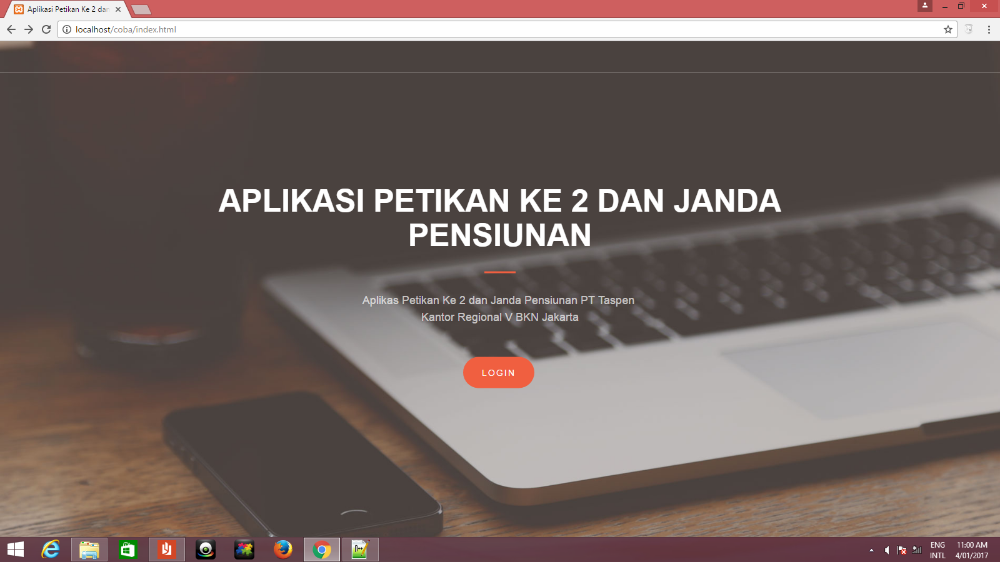 Aplikasi Petikan Ke 2 dan
localhost/coba/index.html
APLIKASI PETIKAN KE 2 DAN JANDA
PENSIUNAN
Aplikas Petikan Ke 2 dan Janda Pensiunan PT Taspen
Kantor Regional V BKN Jakarta
LOGIN
ENG
INTL
11:00 AM
4/01/2017